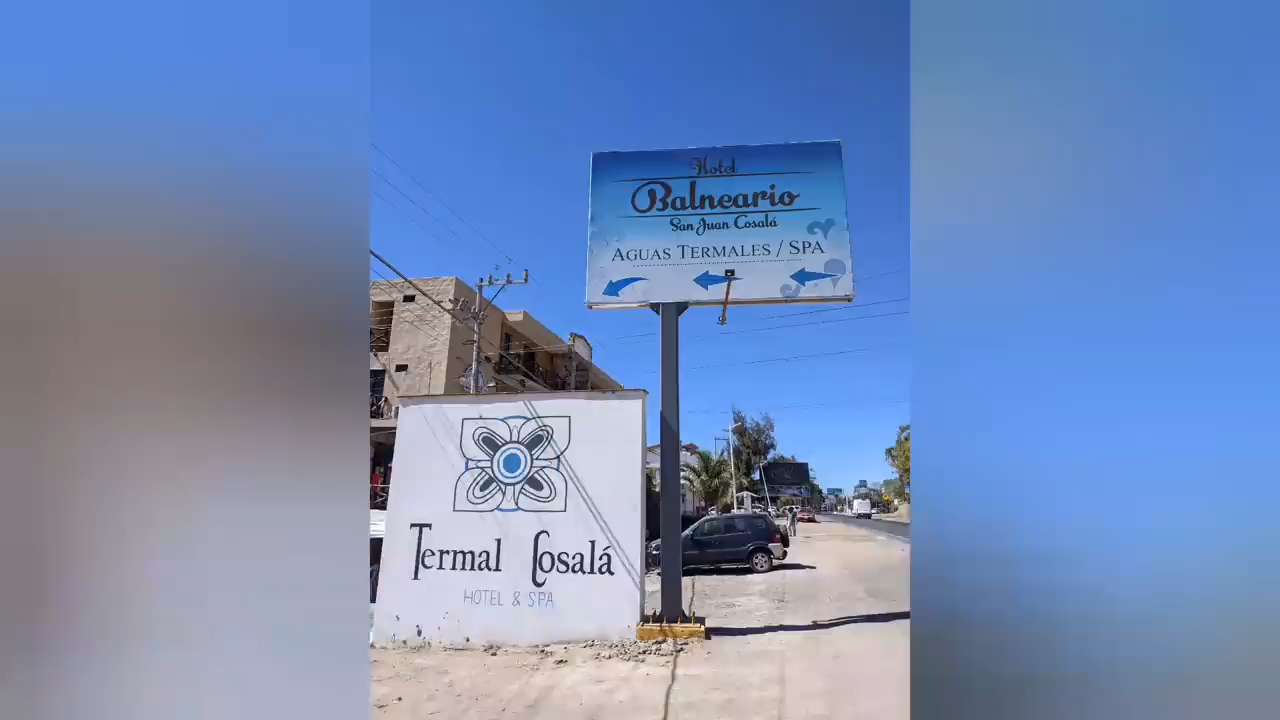 Hotel
Balneario
San Juan Cosalá
AGUAS TERMALES / SPA
Termal Cosalá
HOTEL & SPA